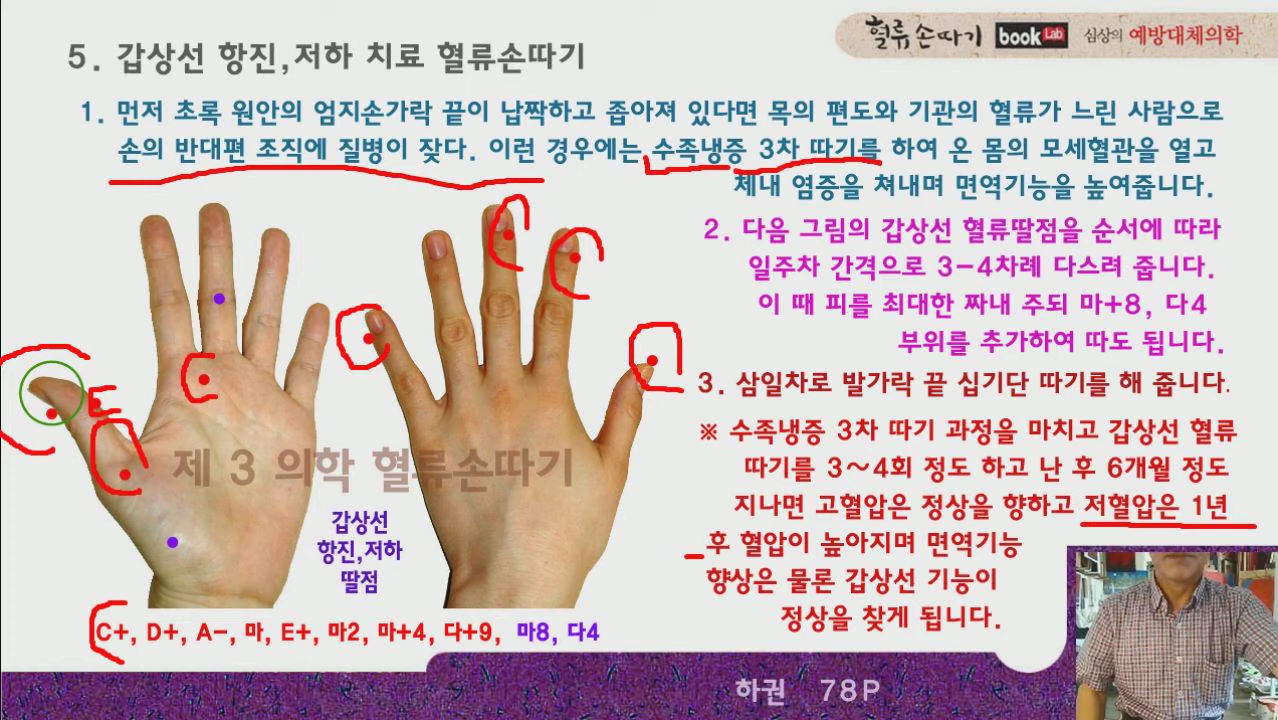 혈류손따기 book Lab 심상의 예방대체의학
5. 갑상선 항진,저하 치료 혈류손따기
1. 먼저 초록 원안의 엄지손가락 끝이 납짝하고 좁아져 있다면 목의 편도와 기관의 혈류가 느린 사람으로
손의 반대편 조직에 질병이 잦다. 이런 경우에는 수족냉증 3차 따기를 하여 온 몸의 모세혈관을 열고
체내 염증을 쳐내며 면역기능을 높여줍니다.
2. 다음 그림의 갑상선 혈류딸점을 순서에 따라
일주차 간격으로 3-4차례 다스려 줍니다.
이 때 피를 최대한 짜내 주되 마+8, 다4
부위를 추가하여 따도 됩니다.
3. 삼일차로 발가락 끝 십기단 따기를 해 줍니다.
※ 수족냉증 3차 따기 과정을 마치고 갑상선 혈류
따기를 3~4회 정도 하고 난 후 6개월 정도
지나면 고혈압은 정상을 향하고 저혈압은 1년
후 혈압이 높아지며 면역기능
향상은 물론 갑상선 기능이
정상을 찾게 됩니다.
E
제 3 의학 혈류손따기
갑상선
항진,저하
딸점
C+, D+, A-, 마, E+, 마2, 마+4, 다+9, 마8, 다4
하권 78P